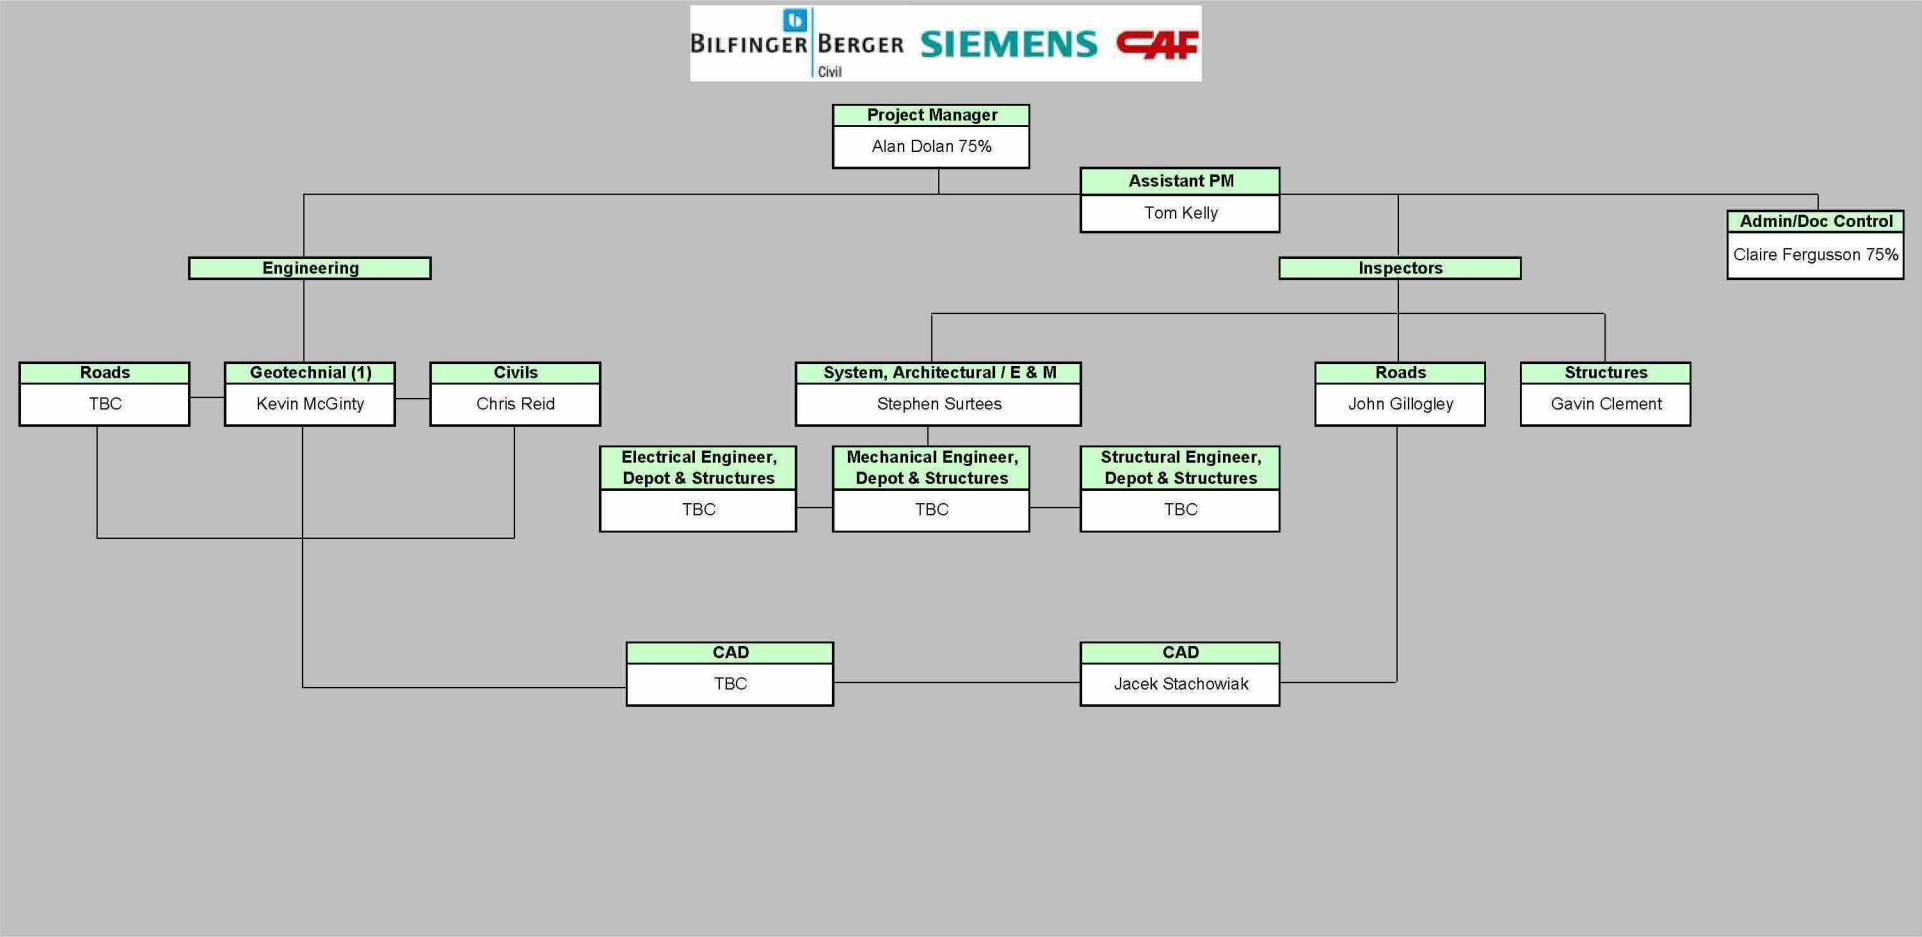 BILFINGER BERGER
Civil
SIEMENS
CAF
Project Manager
Alan Dolan 75%
Assistant PM
Tom Kelly
Admin/Doc Control
Claire Fergusson 75%
Engineering
Inspectors
Roads
TBC
Geotechnial (1)
Kevin McGinty
Civils
Chris Reid
System, Architectural / E & M
Stephen Surtees
Roads
John Gillogley
Structures
Gavin Clement
Electrical Engineer,
Depot & Structures
TBC
Mechanical Engineer,
Depot & Structures
TBC
Structural Engineer,
Depot & Structures
TBC
CAD
TBC
CAD
Jacek Stachowiak